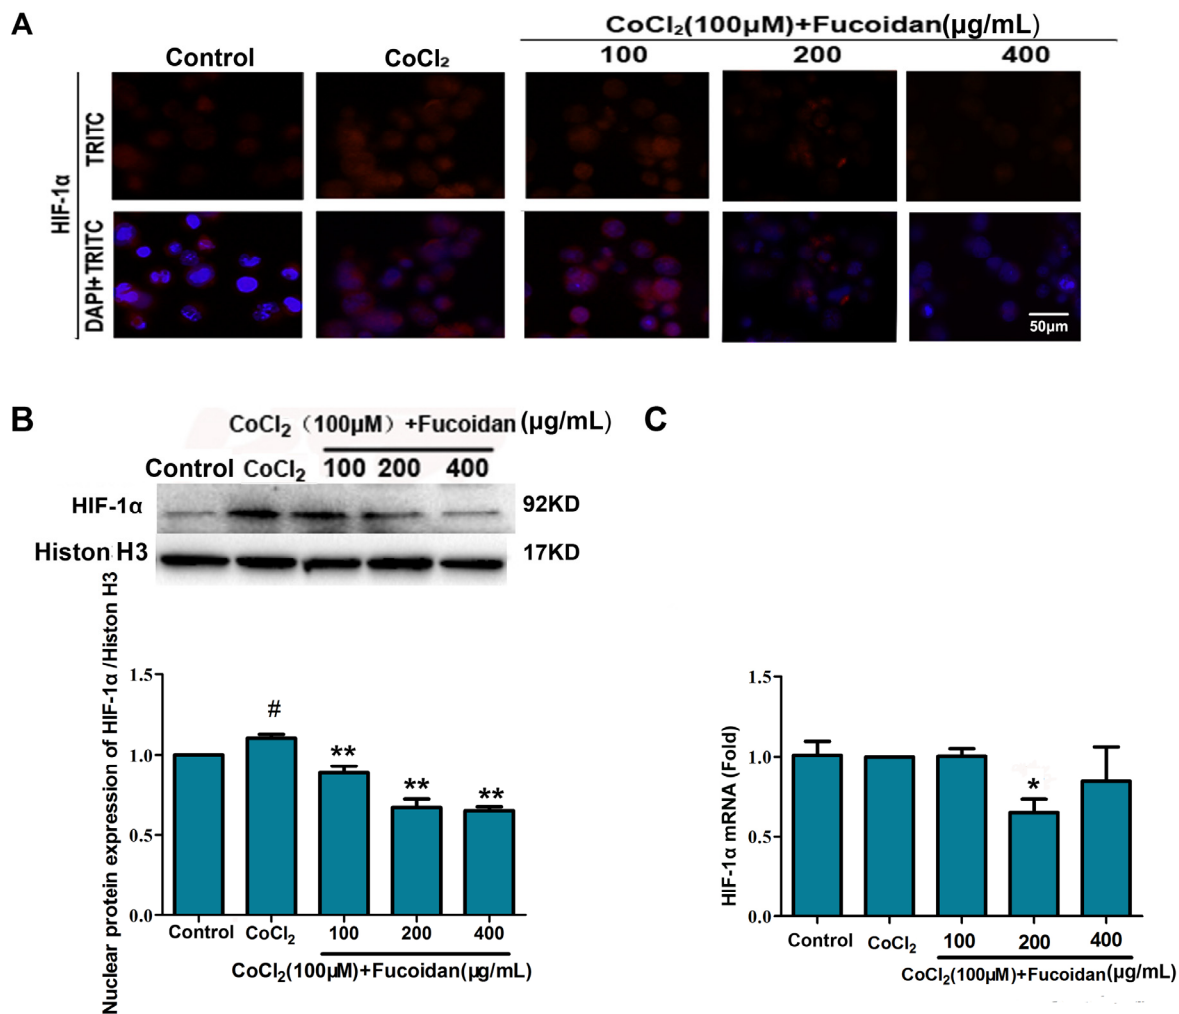 A
CoCl₂(100μM)+Fucoidan(μg/mL)
Control CoCl₂ 100 200 400
HIF-1α
TRITC
DAPI+TRITC
50μm
B
CoCl₂（100μM）+Fucoidan(μg/mL)
Control CoCl₂ 100 200 400
HIF-1α 92KD
Histon H3 17KD
Nuclear protein expression of HIF-1α/Histon H3
1.5
1.0
0.5
0.0
#
**
**
**
Control CoCl₂ 100 200 400
CoCl₂(100μM)+Fucoidan(μg/mL)
C
HIF-1α mRNA (Fold)
1.5
1.0
0.5
0.0
*
Control CoCl₂ 100 200 400
CoCl₂(100μM)+Fucoidan(μg/mL)